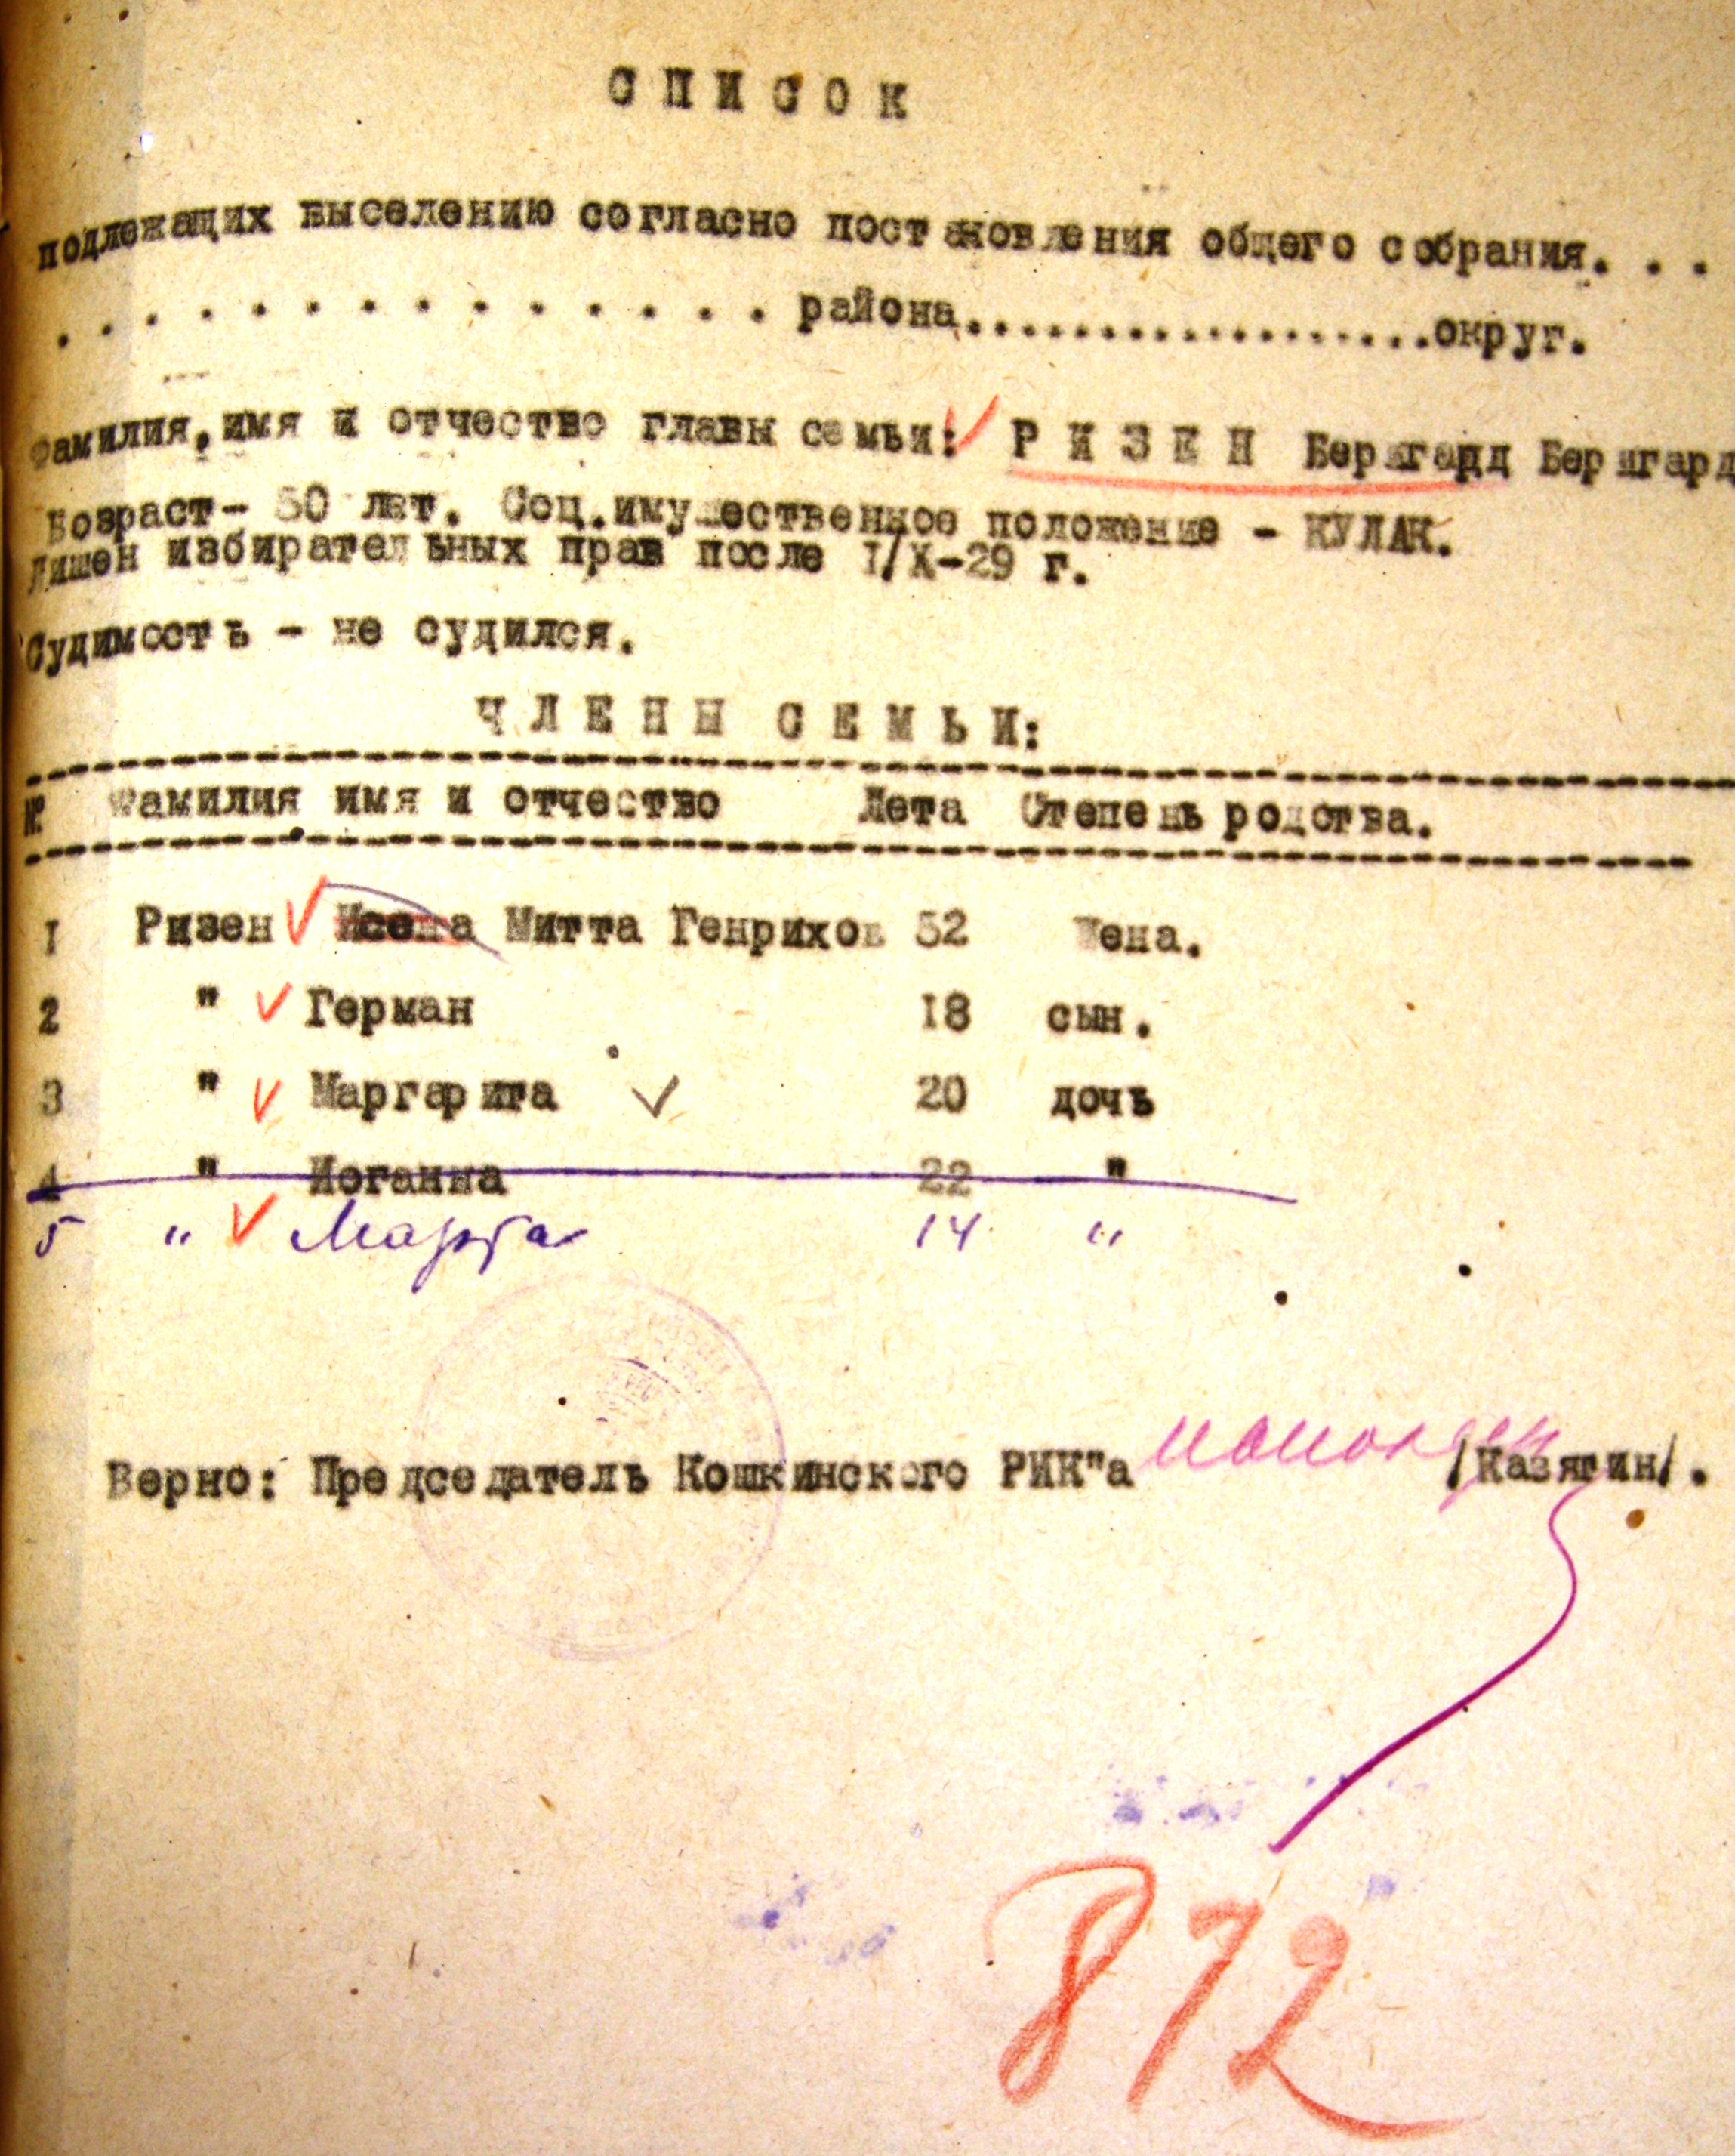 СПИСОК
подлежащих выселению согласно постановления общего собрания. . .
. . . . . . . . . . . . . . района..................округ.
Фамилия, имя и отчество главы семьи: РИЗЕН Бернгард Бернгард
Возраст- 50 лет. Соц.имущественное положение - КУЛАК.
Лишен избирательных прав после I/X-29 г.
Судимость - не судился.
ЧЛЕНЫ СЕМЬИ:
№ Фамилия имя и отчество Лета Степень родства.
I Ризен Митта Генрихов 52 Жена.
2 " Герман 18 сын.
3 " Маргарита 20 дочь
4 " Иоганна 22 "
5 " Марта 14 "
Верно: Председатель Кошкинского РИК"а /Казягин/.
872